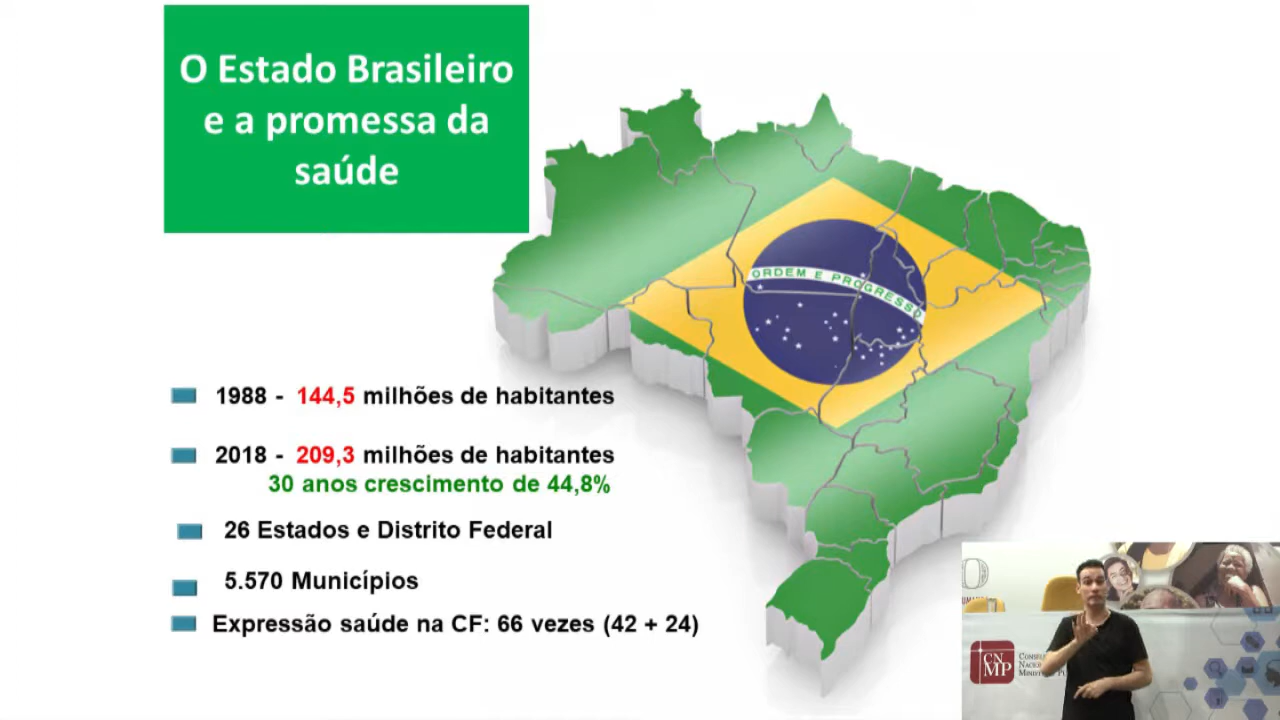 O Estado Brasileiro
e a promessa da
saúde
ORDEM E PROGRESSO
1988 - 144,5 milhões de habitantes
2018 - 209,3 milhões de habitantes
30 anos crescimento de 44,8%
26 Estados e Distrito Federal
5.570 Municípios
Expressão saúde na CF: 66 vezes (42 + 24)
CN
MP